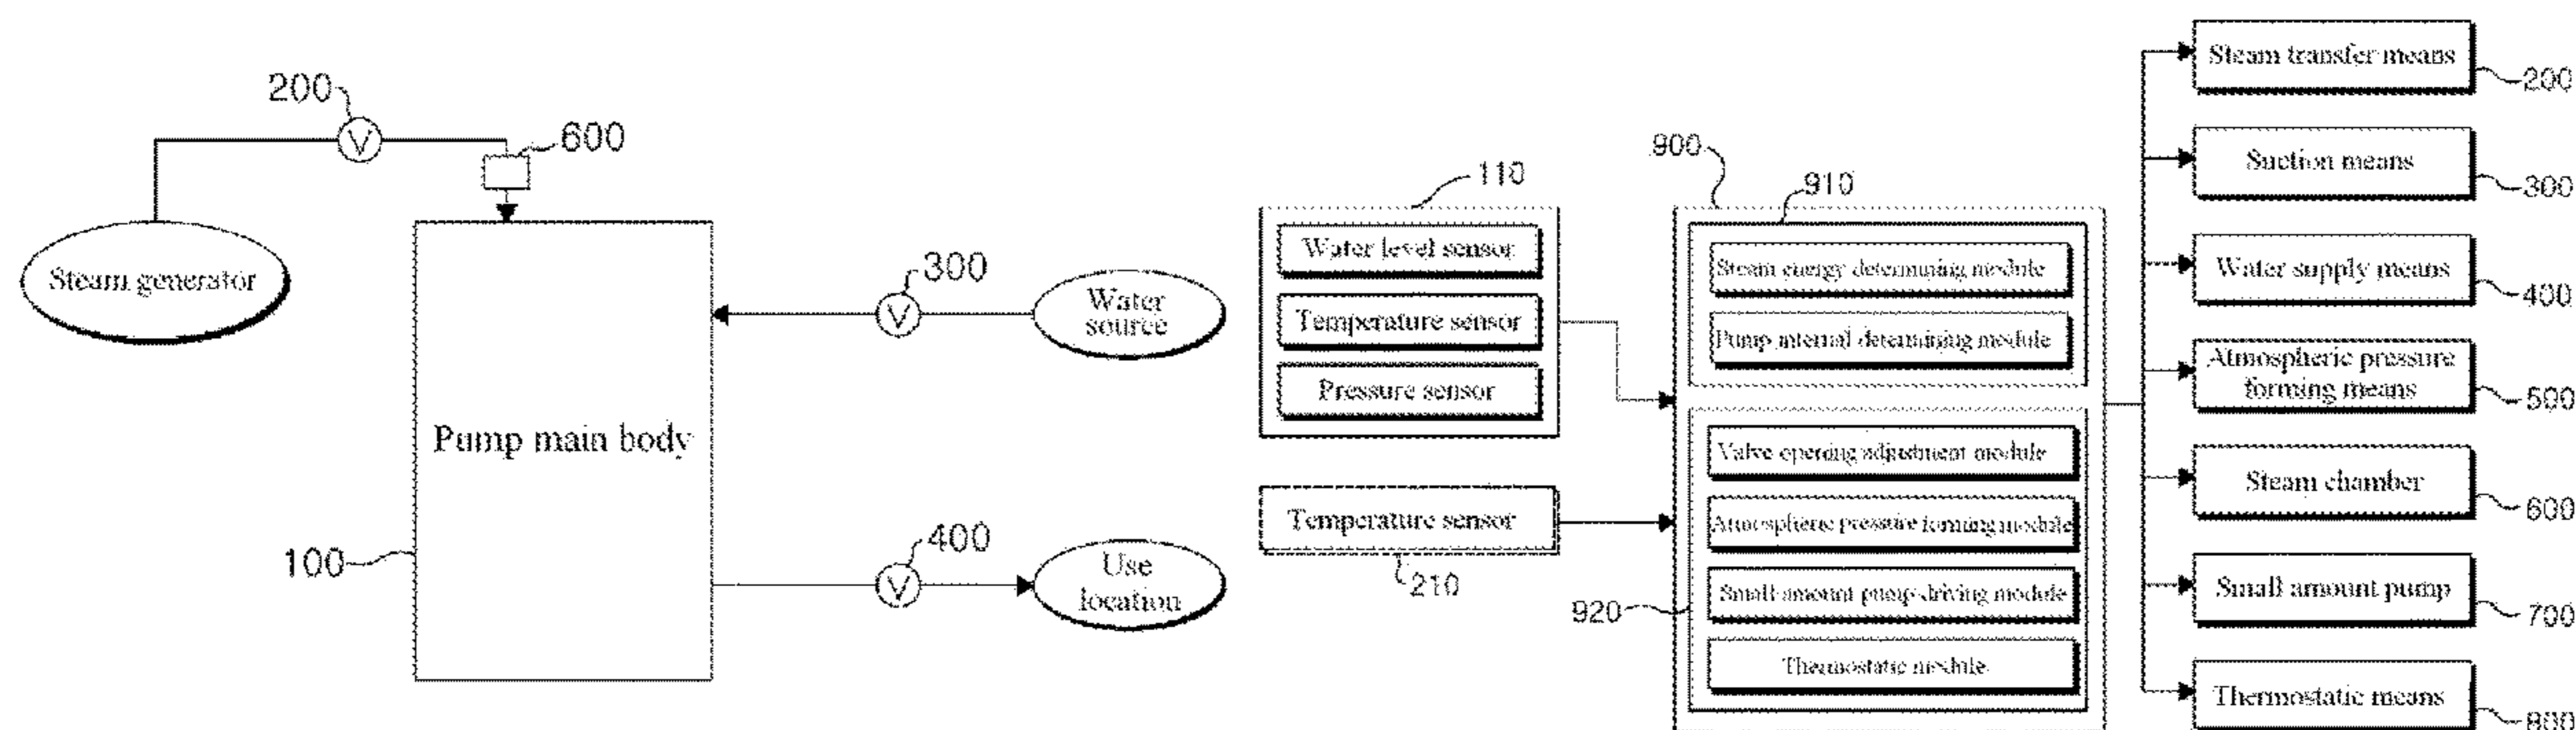 200
V
600
Steam generator
Pump main body
100
300
V
Water
source
400
V
Use
location
110
Water level sensor
Temperature sensor
Pressure sensor
Temperature sensor
210
900
910
Steam energy determining module
Pump internal determining module
920
Valve opening adjustment module
Atmospheric pressure forming module
Small amount pump driving module
Thermostatic module
Steam transfer means
200
Suction means
300
Water supply means
400
Atmospheric pressure
forming means
500
Steam chamber
600
Small amount pump
700
Thermostatic means
800